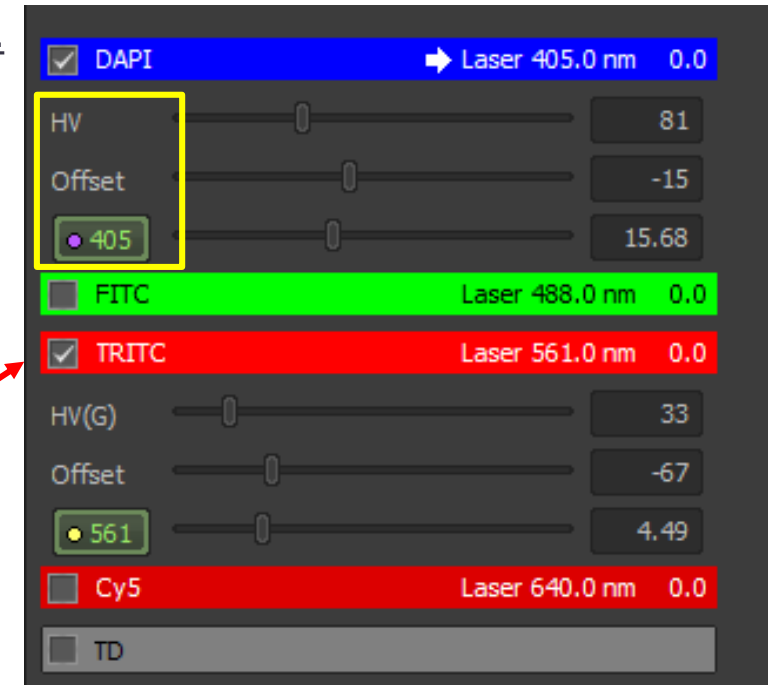 DAPI Laser 405.0 nm 0.0
HV 81
Offset -15
405 15.68
FITC Laser 488.0 nm 0.0
TRITC Laser 561.0 nm 0.0
HV(G) 33
Offset -67
561 4.49
Cy5 Laser 640.0 nm 0.0
TD